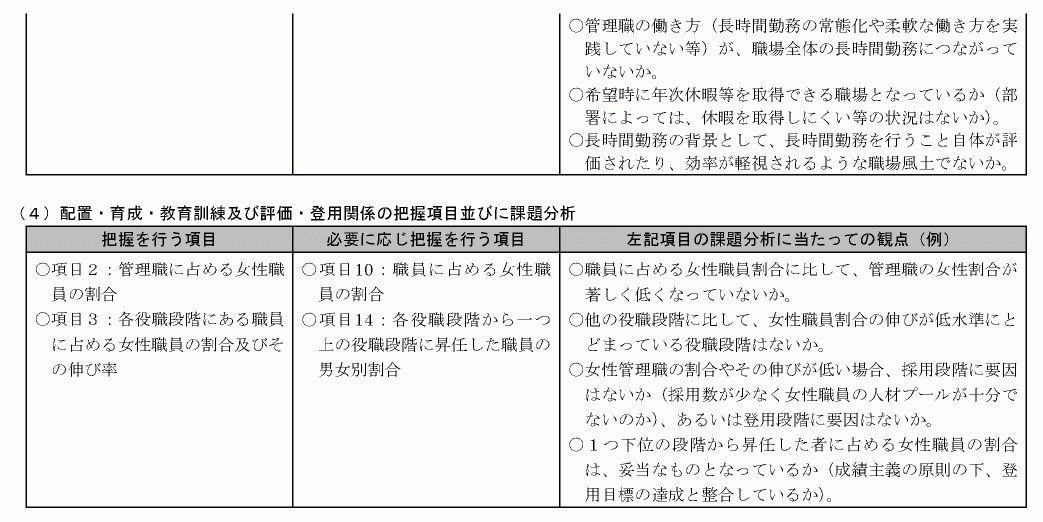 ○管理職の働き方（長時間勤務の常態化や柔軟な働き方を実
践していない等）が、職場全体の長時間勤務につながって
いないか。
○希望時に年次休暇等を取得できる職場となっているか（部
署によっては、休暇を取得しにくい等の状況はないか）。
○長時間勤務の背景として、長時間勤務を行うこと自体が評
価されたり、効率が軽視されるような職場風土でないか。
（４）配置・育成・教育訓練及び評価・登用関係の把握項目並びに課題分析
把握を行う項目
必要に応じ把握を行う項目
左記項目の課題分析に当たっての観点（例）
○項目２：管理職に占める女性職
員の割合
○項目３：各役職段階にある職員
に占める女性職員の割合及びそ
の伸び率
○項目10：職員に占める女性職
員の割合
○項目14：各役職段階から一つ
上の役職段階に昇任した職員の
男女別割合
○職員に占める女性職員割合に比して、管理職の女性割合が
著しく低くなっていないか。
○他の役職段階に比して、女性職員割合の伸びが低水準にと
どまっている役職段階はないか。
○女性管理職の割合やその伸びが低い場合、採用段階に要因
はないか（採用数が少なく女性職員の人材プールが十分で
ないのか）、あるいは登用段階に要因はないか。
○１つ下位の段階から昇任した者に占める女性職員の割合
は、妥当なものとなっているか（成績主義の原則の下、登
用目標の達成と整合しているか）。